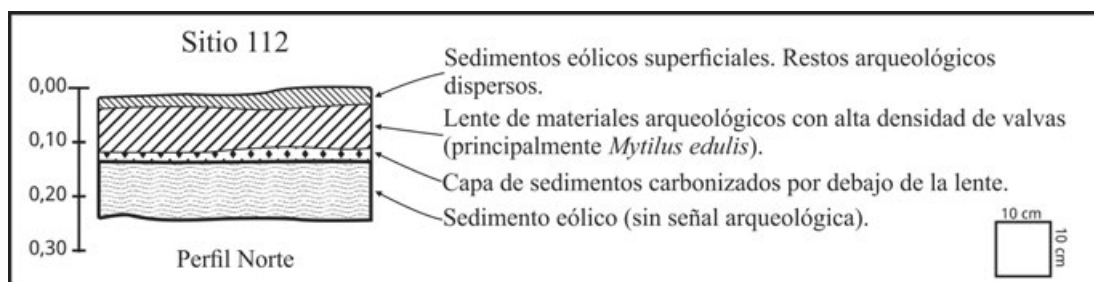 Sitio 112
0,00
0,10
0,20
0,30
Perfil Norte
Sedimentos eólicos superficiales. Restos arqueológicos
dispersos.
Lente de materiales arqueológicos con alta densidad de valvas
(principalmente Mytilus edulis).
Capa de sedimentos carbonizados por debajo de la lente.
Sedimento eólico (sin señal arqueológica).
10 cm
10 cm